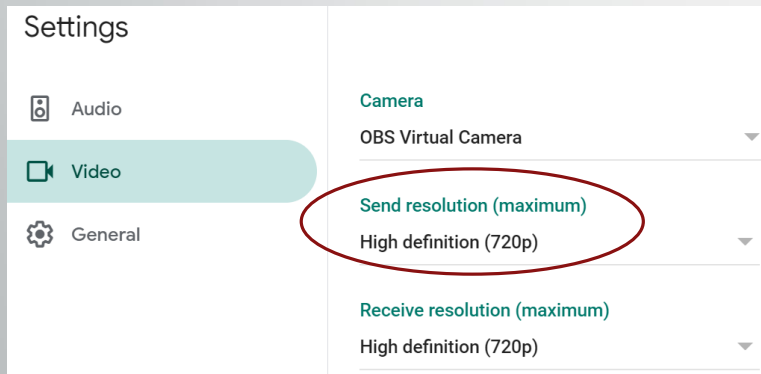 Settings
Audio
Video
General
Camera
OBS Virtual Camera
Send resolution (maximum)
High definition (720p)
Receive resolution (maximum)
High definition (720p)